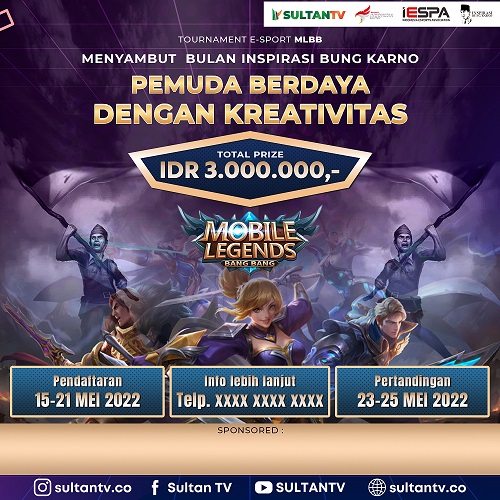 SULTANTV
IESPA
TOURNAMENT E-SPORT MLBB
MENYAMBUT BULAN INSPIRASI BUNG KARNO
PEMUDA BERDAYA
DENGAN KREATIVITAS
TOTAL PRIZE
IDR 3.000.000,-
MOBILE
LEGENDS
BANG BANG
Pendaftaran
15-21 MEI 2022
Info lebih lanjut
Telp. xxxx xxxx xxxx
Pertandingan
23-25 MEI 2022
SPONSORED :
sultantv.co
Sultan TV
SULTANTV
sultantv.co